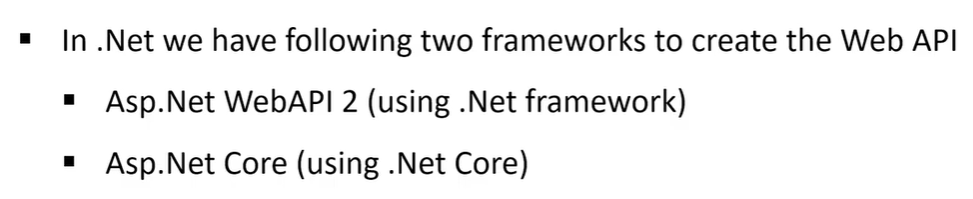 ▪ In .Net we have following two frameworks to create the Web API
▪ Asp.Net WebAPI 2 (using .Net framework)
▪ Asp.Net Core (using .Net Core)